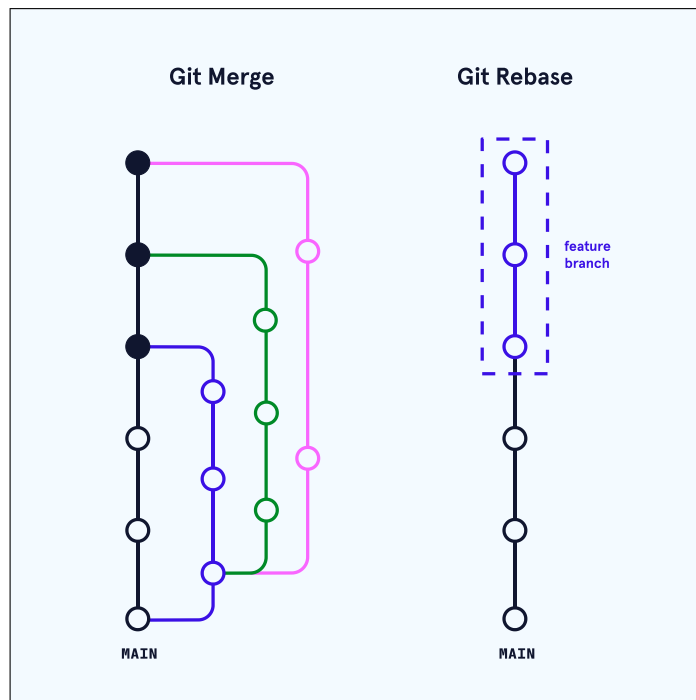 Git Merge
Git Rebase
feature
branch
MAIN
MAIN